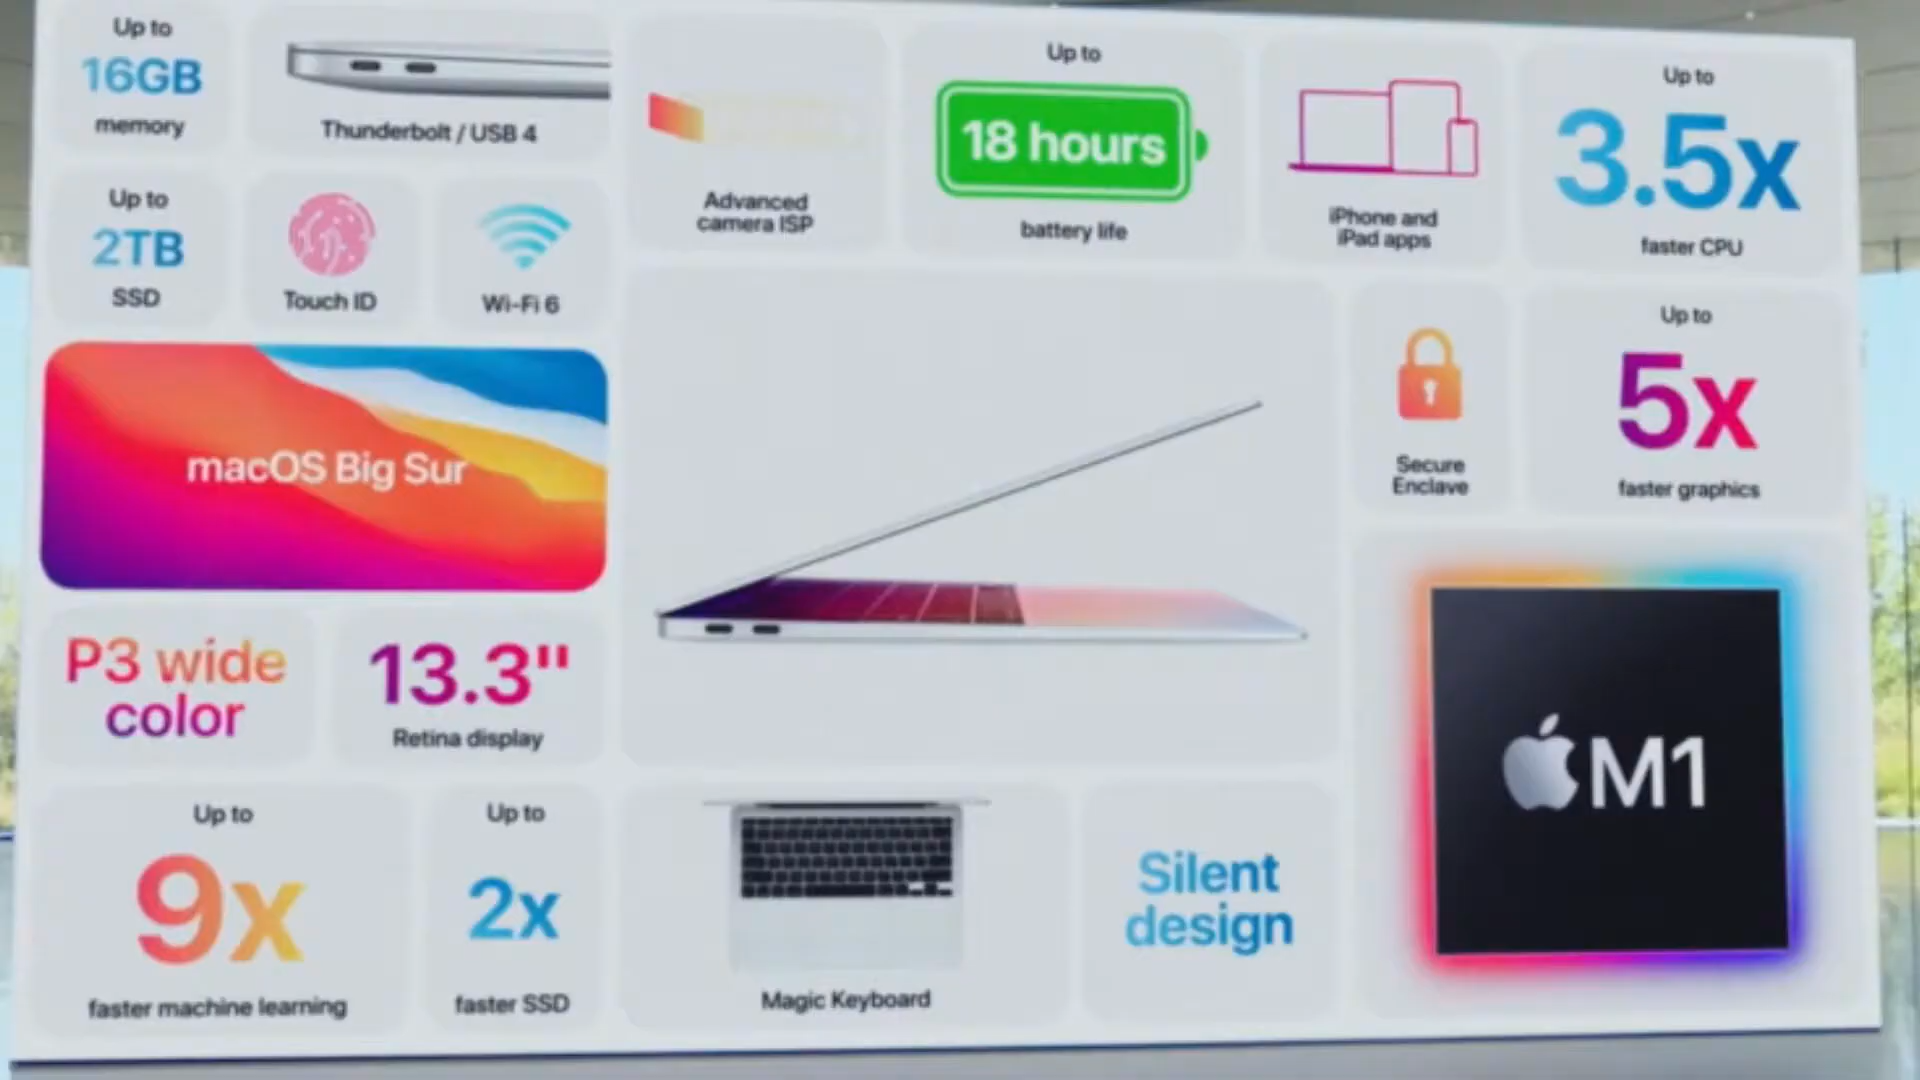 Up to
16GB
memory
Thunderbolt / USB 4
Advanced
camera ISP
Up to
18 hours
battery life
iPhone and
iPad apps
Up to
3.5x
faster CPU
Up to
2TB
SSD
Touch ID
Wi-Fi 6
macOS Big Sur
Secure
Enclave
Up to
5x
faster graphics
P3 wide
color
13.3"
Retina display
M1
Up to
9x
faster machine learning
Up to
2x
faster SSD
Magic Keyboard
Silent
design